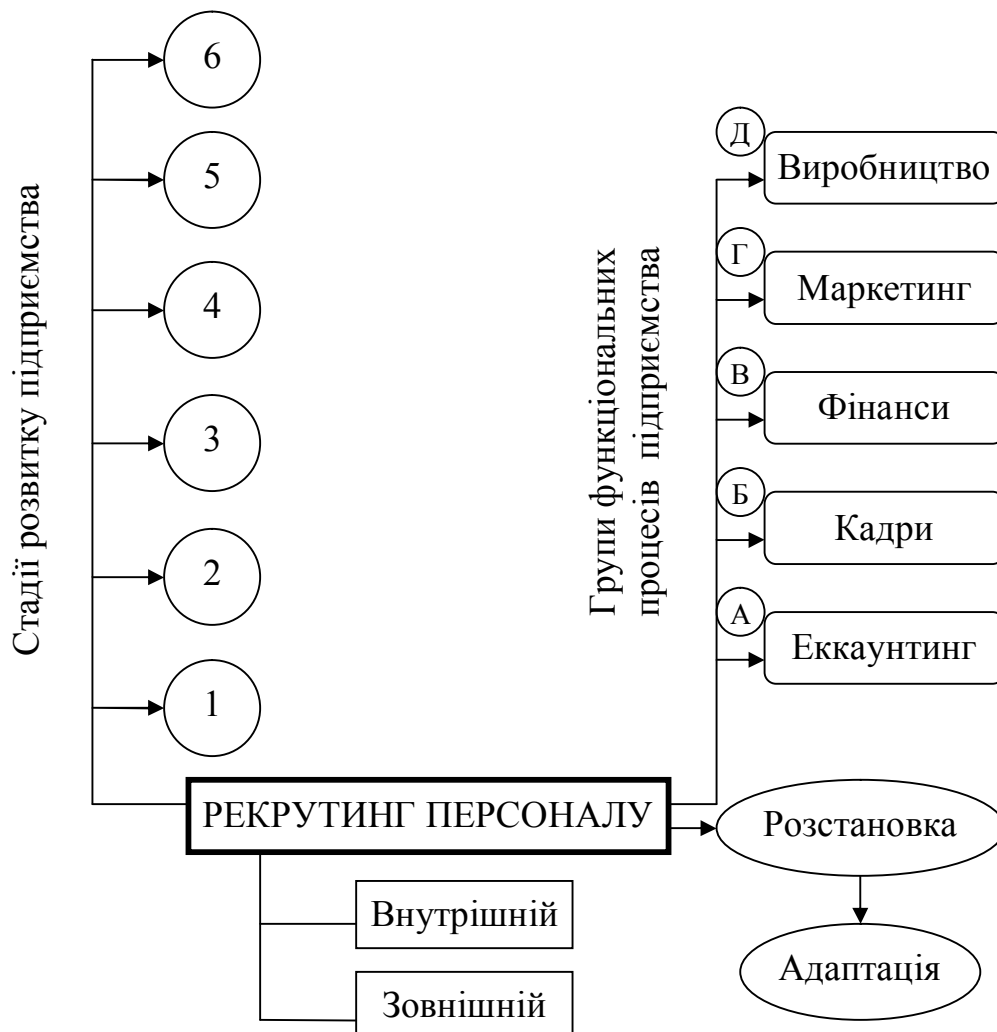 6
5
4
3
2
1
Стадії розвитку підприємства
Групи функціональних
процесів підприємства
Д
Виробництво
Г
Маркетинг
В
Фінанси
Б
Кадри
А
Еккаунтинг
РЕКРУТИНГ ПЕРСОНАЛУ
Розстановка
Внутрішній
Адаптація
Зовнішній